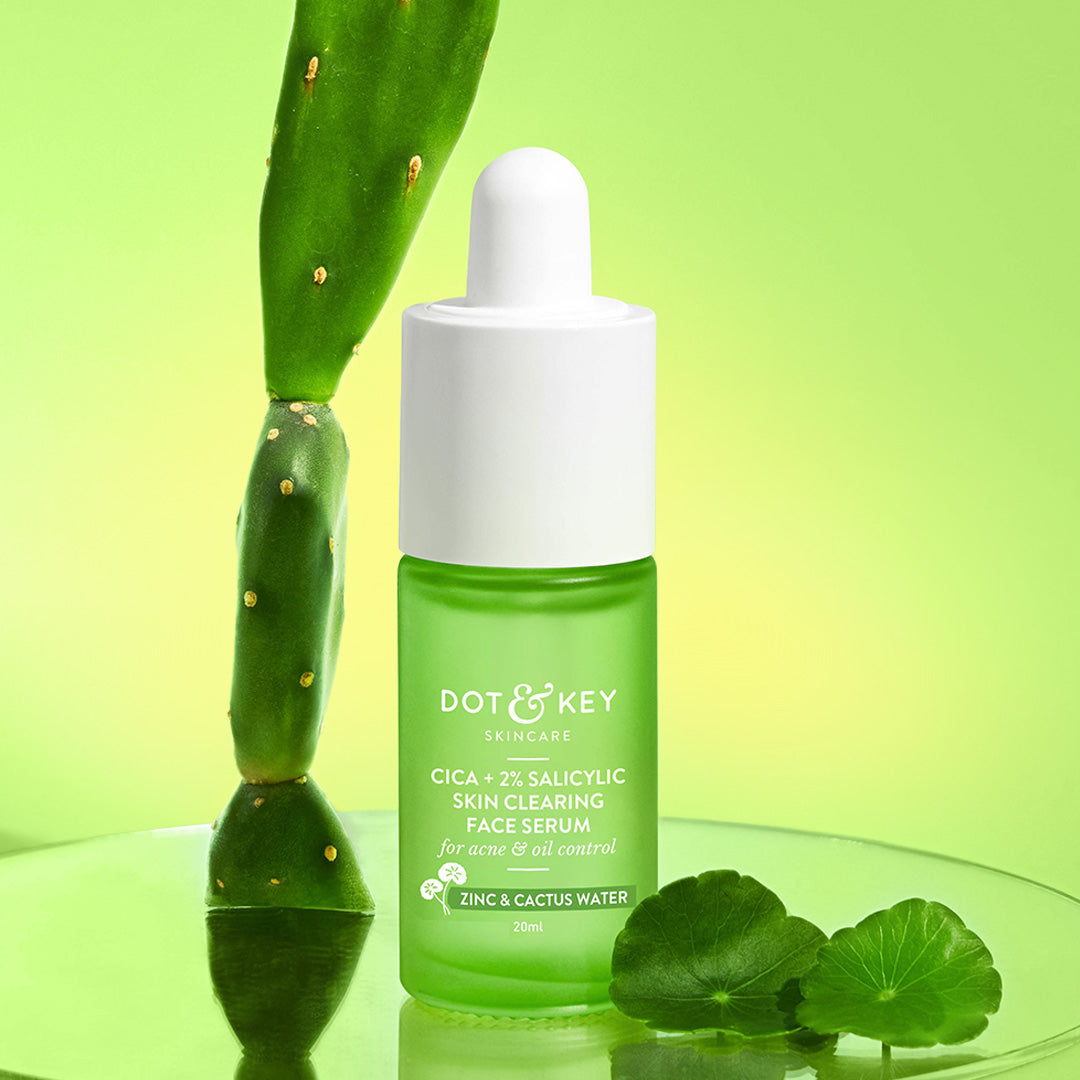 DOT & KEY
SKINCARE
CICA + 2% SALICYLIC
SKIN CLEARING
FACE SERUM
for acne & oil control
ZINC & CACTUS WATER
20ml